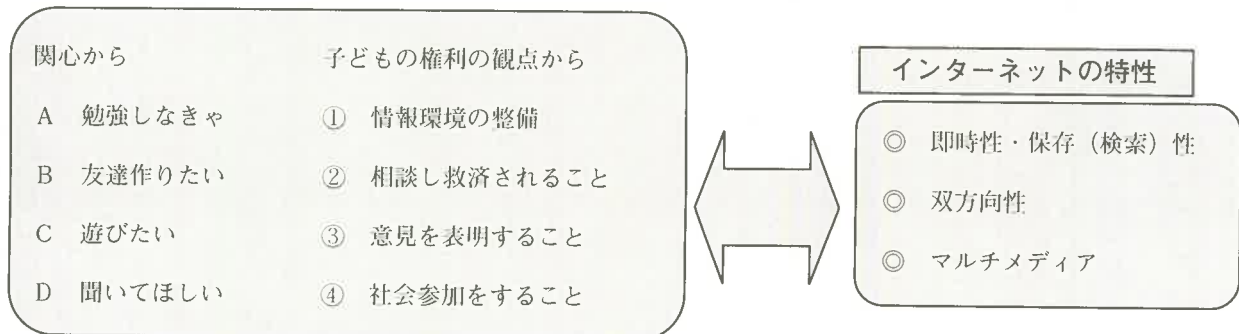 関心から
A 勉強しなきゃ
B 友達作りたい
C 遊びたい
D 聞いてほしい
子どもの権利の観点から
① 情報環境の整備
② 相談し救済されること
③ 意見を表明すること
④ 社会参加をすること
インターネットの特性
◎ 即時性・保存（検索）性
◎ 双方向性
◎ マルチメディア